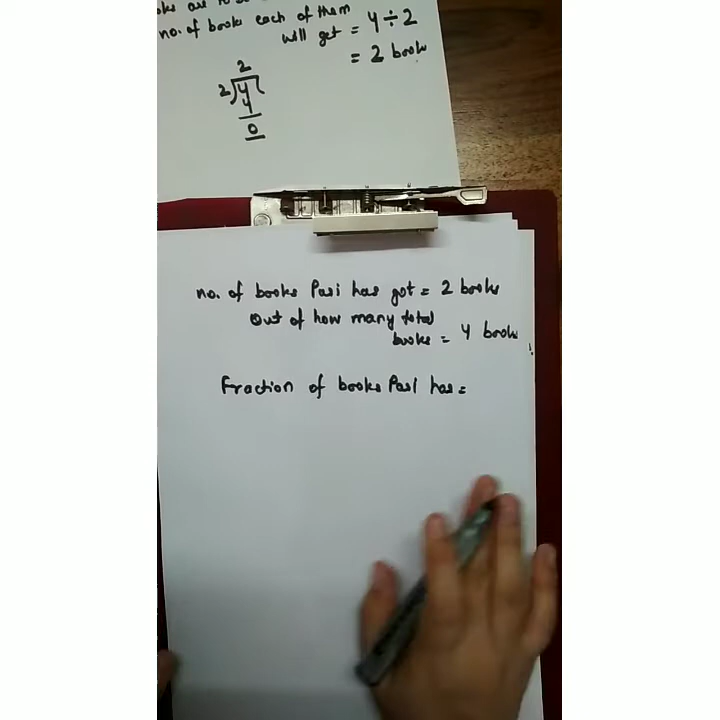 no. of books each of them
will get = 4 ÷ 2
= 2 books
2
2 4
4
0
no. of books Pari has got = 2 books
Out of how many total
books = 4 books
Fraction of books Pari has =